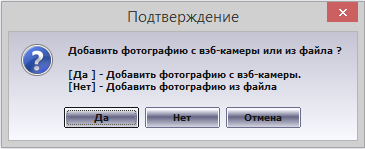 Подтверждение
Добавить фотографию с вэб-камеры или из файла ?
[Да ] - Добавить фотографию с вэб-камеры.
[Нет] - Добавить фотографию из файла
Да Нет Отмена